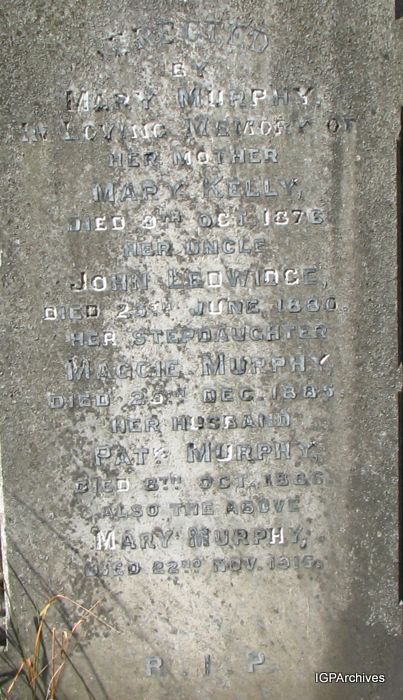 ERECTED
BY
MARY MURPHY,
IN LOVING MEMORY OF
HER MOTHER
MARY KELLY,
DIED 8TH OCT. 1876
HER UNCLE
JOHN LEDWIDGE,
DIED 25TH JUNE, 1880.
HER STEPDAUGHTER
MAGGIE MURPHY,
DIED 25TH DEC. 1885.
HER HUSBAND
PATK MURPHY,
DIED 8TH OCT. 1886.
ALSO THE ABOVE
MARY MURPHY,
DIED 22ND NOV. 1915.
R.I.P.
IGPArchives